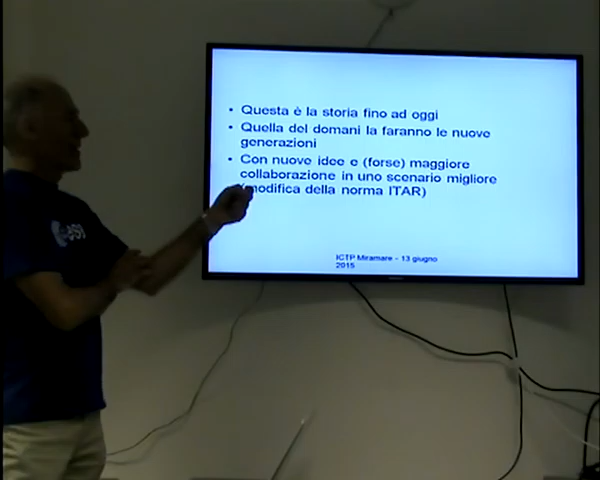 • Questa è la storia fino ad oggi
• Quella del domani la faranno le nuove
generazioni
• Con nuove idee e (forse) maggiore
collaborazione in uno scenario migliore
(modifica della norma ITAR)
ICTP Miramare - 13 giugno
2015
esa